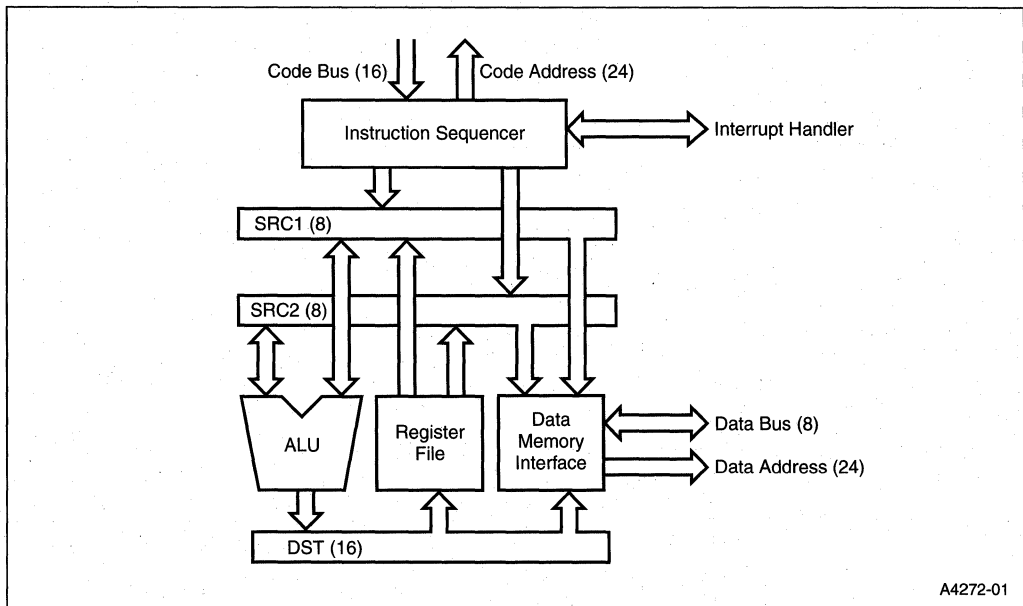 Code Bus (16)
Code Address (24)
Instruction Sequencer
Interrupt Handler
SRC1 (8)
SRC2 (8)
ALU
Register
File
Data
Memory
Interface
Data Bus (8)
Data Address (24)
DST (16)
A4272-01